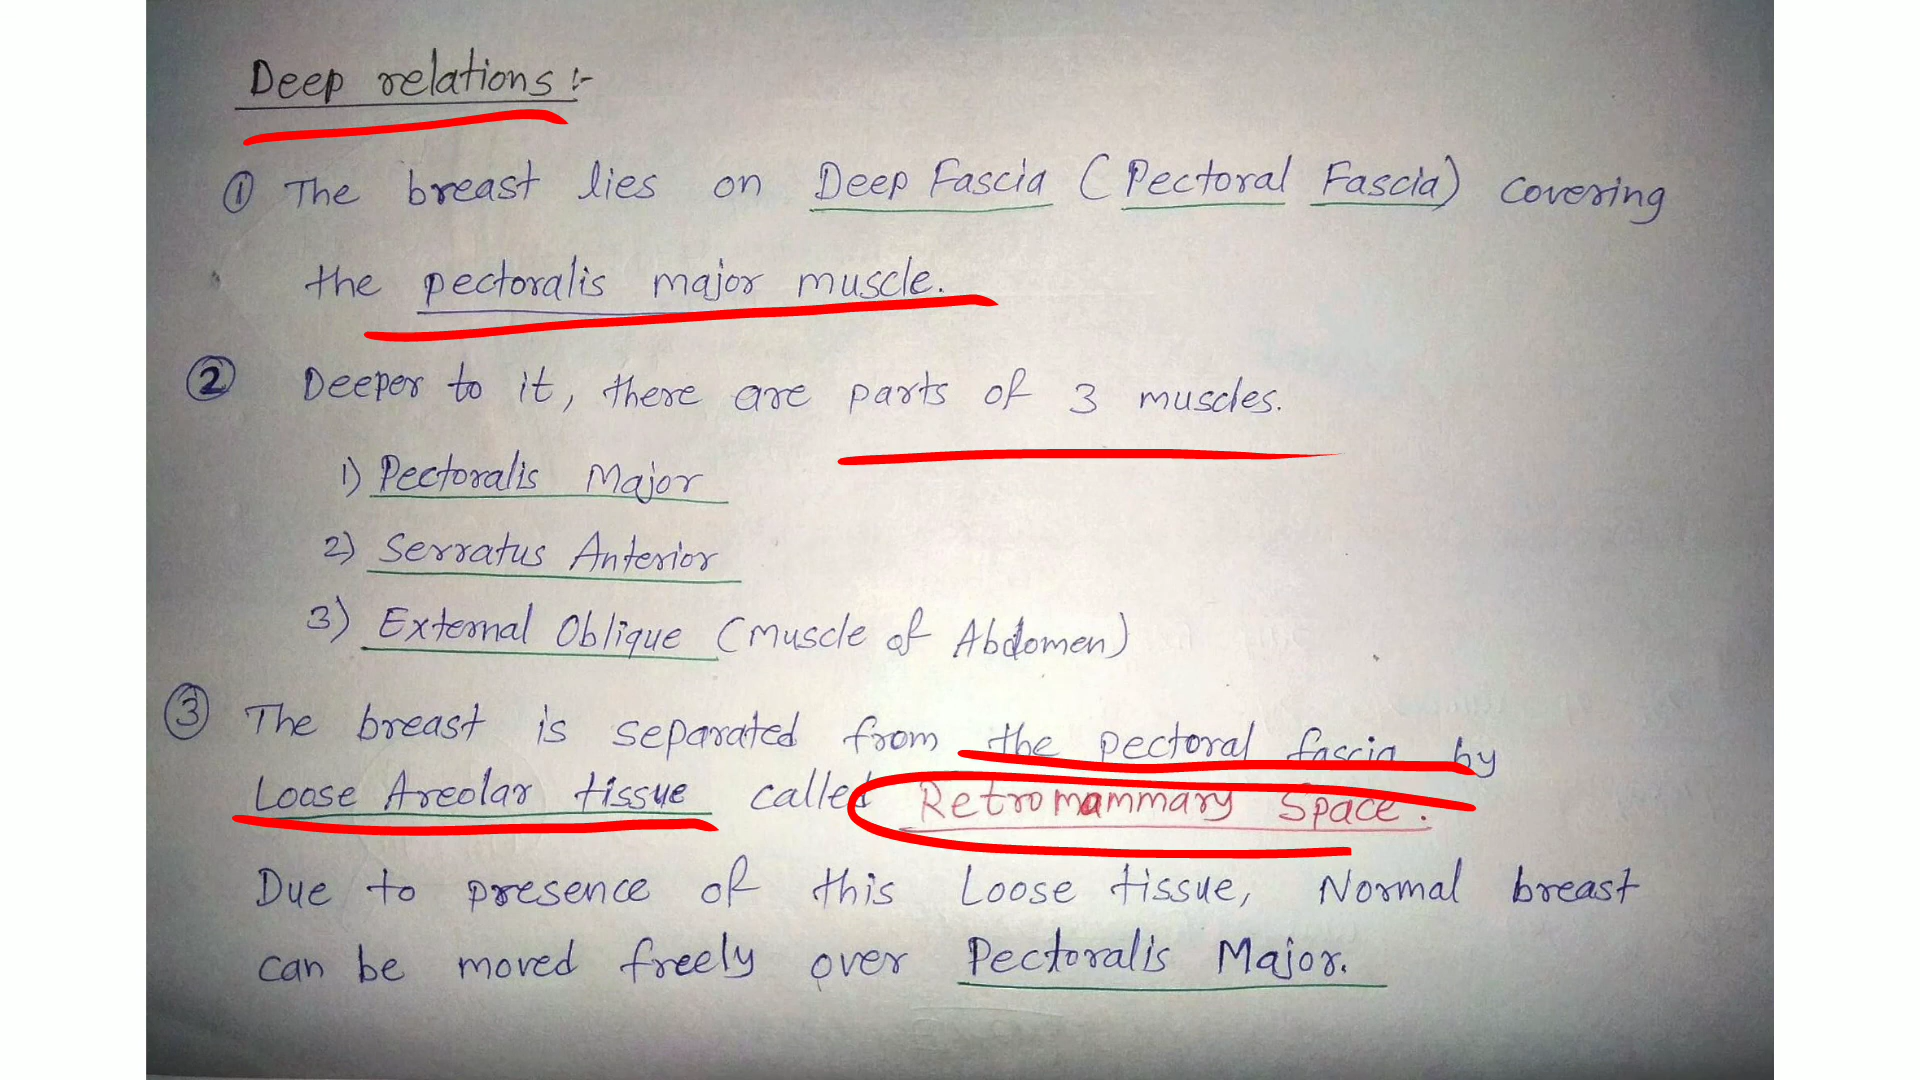 Deep relations :-
① The breast lies on Deep Fascia (Pectoral Fascia) covering
the pectoralis major muscle.
② Deeper to it, there are parts of 3 muscles.
1) Pectoralis Major
2) Serratus Anterior
3) External Oblique (Muscle of Abdomen)
③ The breast is separated from the pectoral fascia by
Loose Areolar tissue called Retromammary Space.
Due to presence of this Loose tissue, Normal breast
can be moved freely over Pectoralis Major.